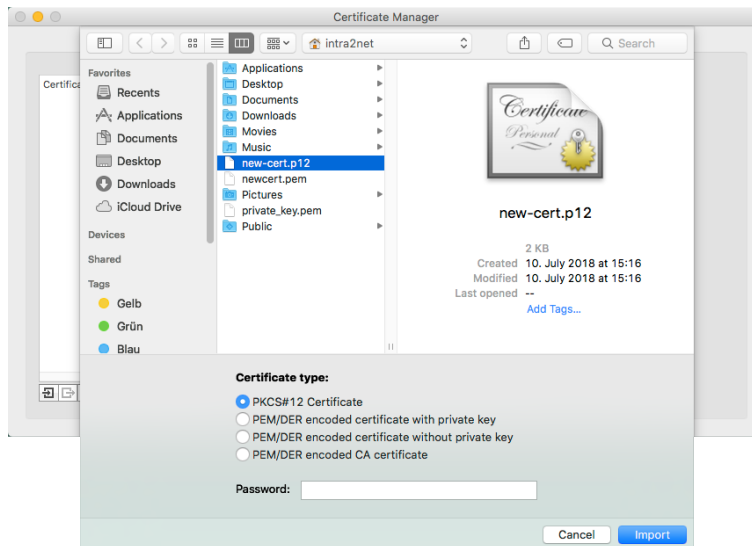 Certificate Manager
intra2net
Search
Certifica
Favorites
Recents
Applications
Documents
Desktop
Downloads
iCloud Drive
Devices
Shared
Tags
Gelb
Grün
Blau
Applications
Desktop
Documents
Downloads
Movies
Music
new-cert.p12
newcert.pem
Pictures
private_key.pem
Public
Certificate
Personal
new-cert.p12
2 KB
Created 10. July 2018 at 15:16
Modified 10. July 2018 at 15:16
Last opened --
Add Tags...
Certificate type:
PKCS#12 Certificate
PEM/DER encoded certificate with private key
PEM/DER encoded certificate without private key
PEM/DER encoded CA certificate
Password:
Cancel
Import